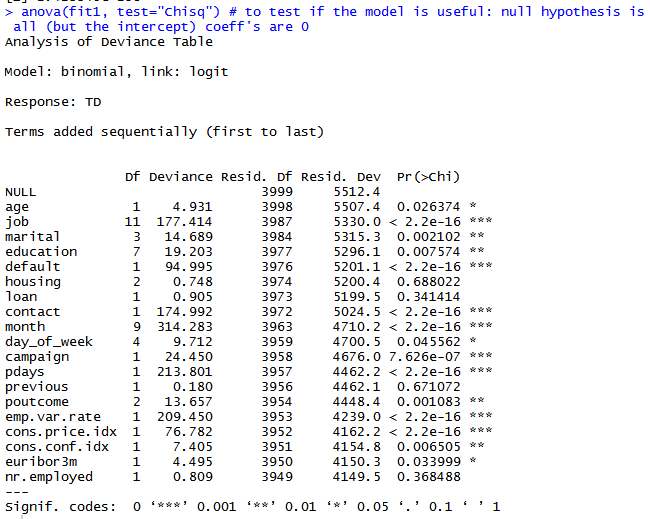 > anova(fit1, test="Chisq") # to test if the model is useful: null hypothesis is
 all (but the intercept) coeff's are 0
Analysis of Deviance Table

Model: binomial, link: logit

Response: TD

Terms added sequentially (first to last)


               Df Deviance Resid. Df Resid. Dev  Pr(>Chi)
NULL                            3999     5512.4
age             1    4.931      3998     5507.4  0.026374 *
job            11  177.414      3987     5330.0 < 2.2e-16 ***
marital         3   14.689      3984     5315.3  0.002102 **
education       7   19.203      3977     5296.1  0.007574 **
default         1   94.995      3976     5201.1 < 2.2e-16 ***
housing         2    0.748      3974     5200.4  0.688022
loan            1    0.905      3973     5199.5  0.341414
contact         1  174.992      3972     5024.5 < 2.2e-16 ***
month           9  314.283      3963     4710.2 < 2.2e-16 ***
day_of_week     4    9.712      3959     4700.5  0.045562 *
campaign        1   24.450      3958     4676.0 7.626e-07 ***
pdays           1  213.801      3957     4462.2 < 2.2e-16 ***
previous        1    0.180      3956     4462.1  0.671072
poutcome        2   13.657      3954     4448.4  0.001083 **
emp.var.rate    1  209.450      3953     4239.0 < 2.2e-16 ***
cons.price.idx  1   76.782      3952     4162.2 < 2.2e-16 ***
cons.conf.idx   1    7.405      3951     4154.8  0.006505 **
euribor3m       1    4.495      3950     4150.3  0.033999 *
nr.employed     1    0.809      3949     4149.5  0.368488
---
Signif. codes:  0 ‘***’ 0.001 ‘**’ 0.01 ‘*’ 0.05 ‘.’ 0.1 ‘ ’ 1